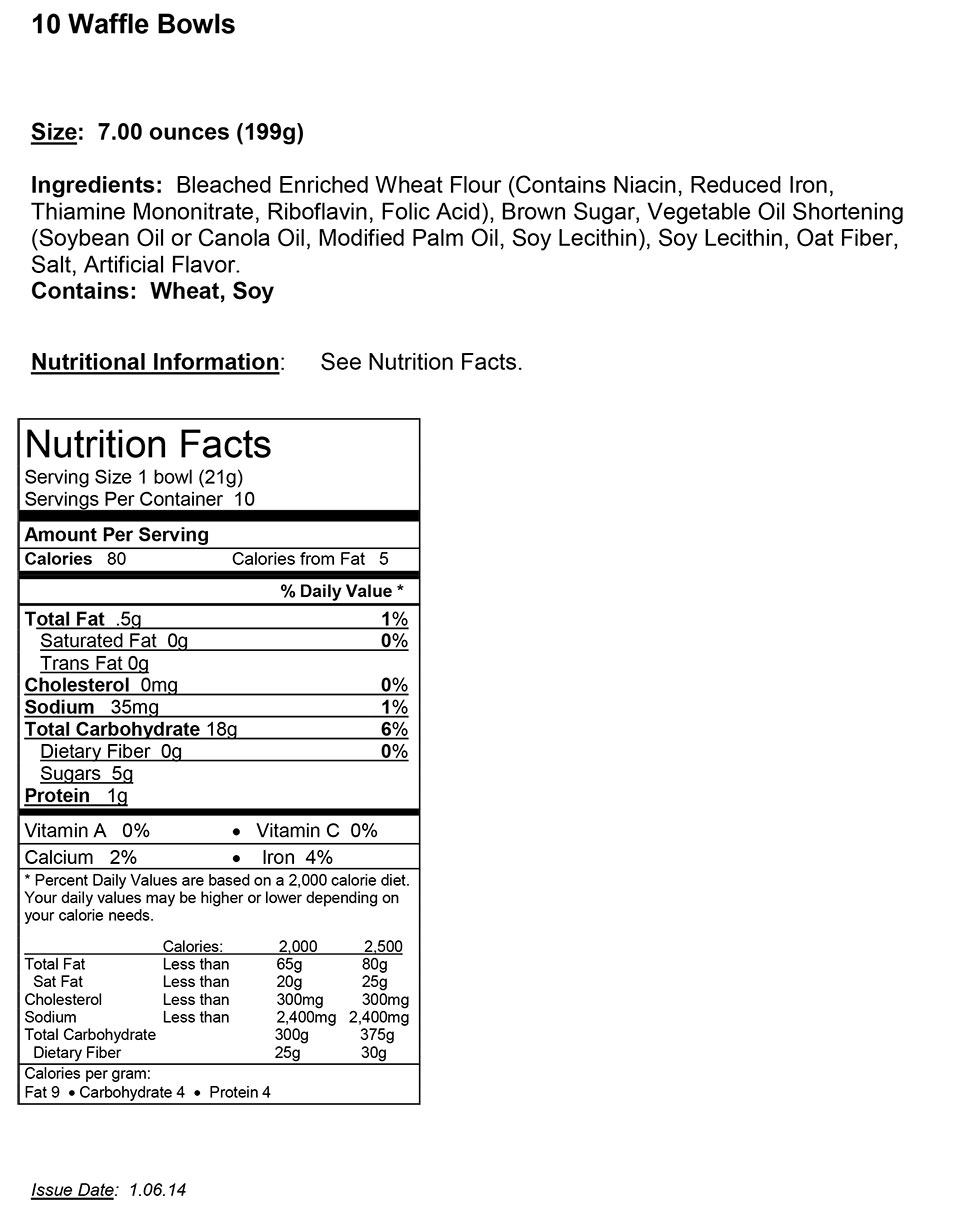 10 Waffle Bowls
Size: 7.00 ounces (199g)
Ingredients: Bleached Enriched Wheat Flour (Contains Niacin, Reduced Iron,
Thiamine Mononitrate, Riboflavin, Folic Acid), Brown Sugar, Vegetable Oil Shortening
(Soybean Oil or Canola Oil, Modified Palm Oil, Soy Lecithin), Soy Lecithin, Oat Fiber,
Salt, Artificial Flavor.
Contains: Wheat, Soy
Nutritional Information: See Nutrition Facts.
Nutrition Facts
Serving Size 1 bowl (21g)
Servings Per Container 10
Amount Per Serving
Calories 80 Calories from Fat 5
% Daily Value *
Total Fat .5g 1%
Saturated Fat 0g 0%
Trans Fat 0g
Cholesterol 0mg 0%
Sodium 35mg 1%
Total Carbohydrate 18g 6%
Dietary Fiber 0g 0%
Sugars 5g
Protein 1g
Vitamin A 0% • Vitamin C 0%
Calcium 2% • Iron 4%
* Percent Daily Values are based on a 2,000 calorie diet.
Your daily values may be higher or lower depending on
your calorie needs.
Calories: 2,000 2,500
Total Fat Less than 65g 80g
Sat Fat Less than 20g 25g
Cholesterol Less than 300mg 300mg
Sodium Less than 2,400mg 2,400mg
Total Carbohydrate 300g 375g
Dietary Fiber 25g 30g
Calories per gram:
Fat 9 • Carbohydrate 4 • Protein 4
Issue Date: 1.06.14